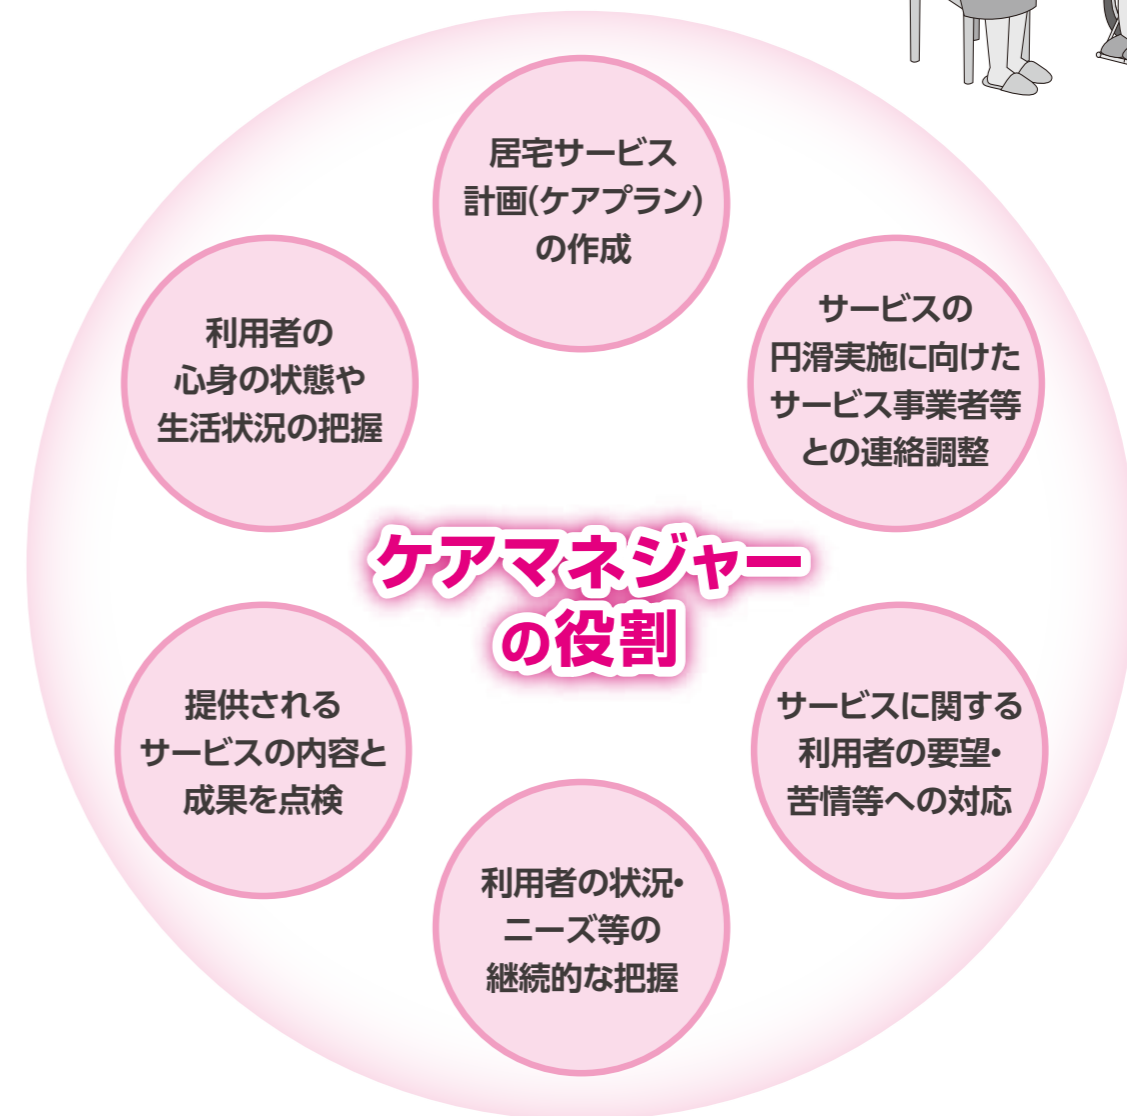 居宅サービス
計画(ケアプラン)
の作成
利用者の
心身の状態や
生活状況の把握
サービスの
円滑実施に向けた
サービス事業者等
との連絡調整
ケアマネジャー
の役割
提供される
サービスの内容と
成果を点検
サービスに関する
利用者の要望・
苦情等への対応
利用者の状況・
ニーズ等の
継続的な把握